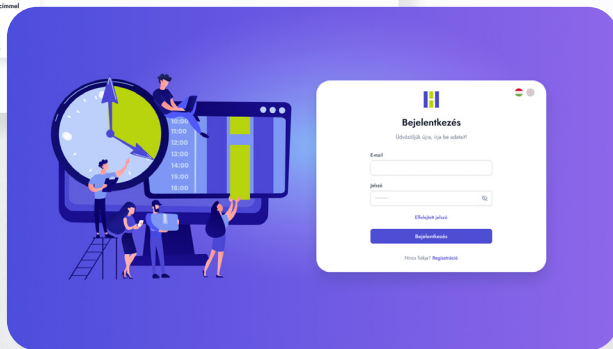 címmel
10:00
11:00
12:00
13:00
14:00
15:00
16:00
Bejelentkezés
Üdvözöljük újra, írja be adatait!
E-mail
Jelszó
Elfelejtett jelszó
Bejelentkezés
Nincs fiókja? Regisztráció